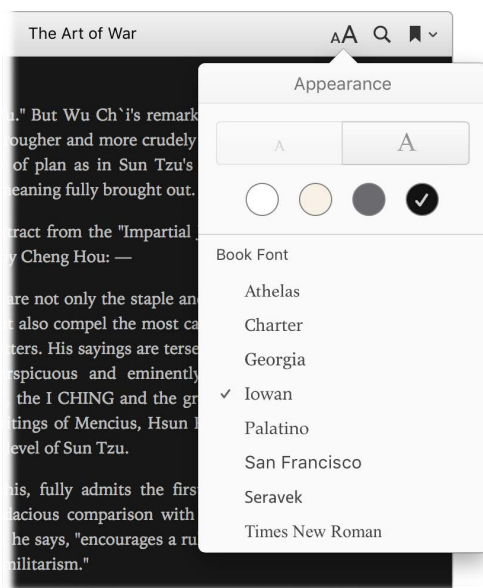 The Art of War
AA
Appearance
A A
u." But Wu Ch`i's remark
ougher and more crudely
of plan as in Sun Tzu's
eaning fully brought out.
tract from the "Impartial
y Cheng Hou: —
are not only the staple an
t also compel the most ca
tters. His sayings are terse
rspicuous and eminently
the I CHING and the gr
tings of Mencius, Hsun
level of Sun Tzu.
his, fully admits the firs
dacious comparison with
he says, "encourages a ru
militarism."
Book Font
Athelas
Charter
Georgia
Iowan
Palatino
San Francisco
Seravek
Times New Roman